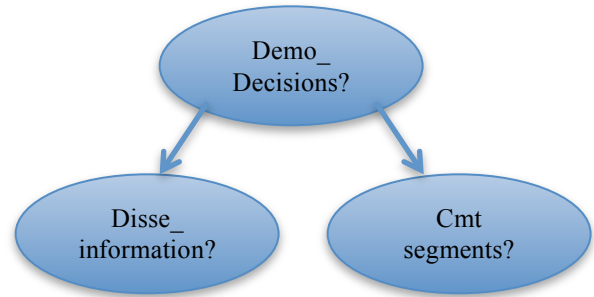 Demo_
Decisions?
Disse_
information?
Cmt
segments?